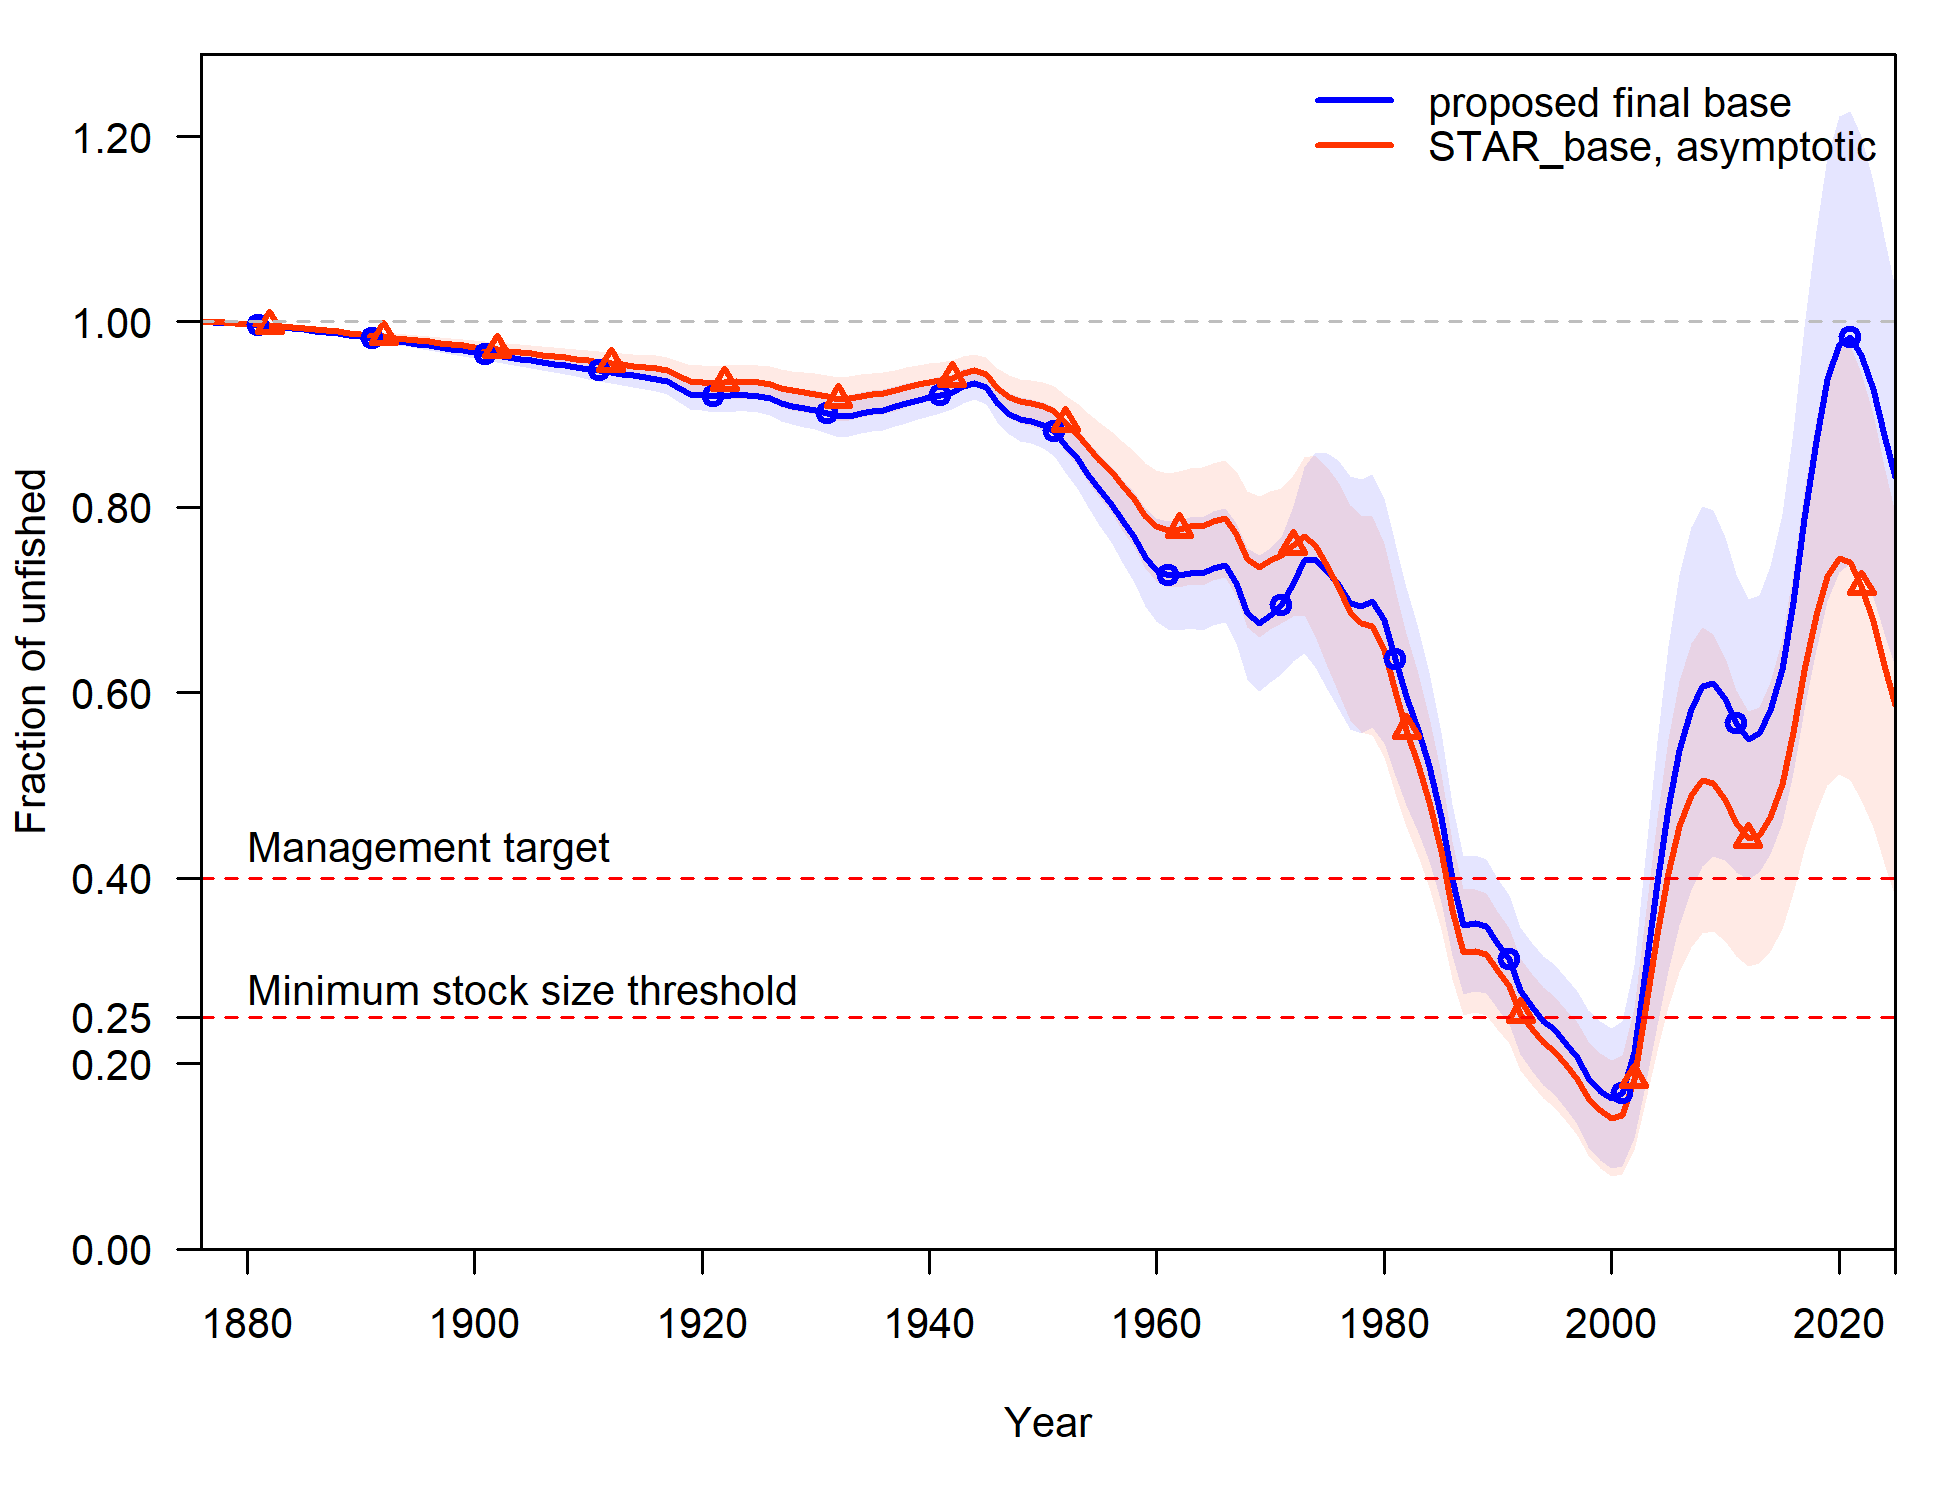 proposed final base
STAR_base, asymptotic
1.20
1.00
0.80
0.60
0.40
0.25
0.20
0.00
Fraction of unfished
Management target
Minimum stock size threshold
1880 1900 1920 1940 1960 1980 2000 2020
Year